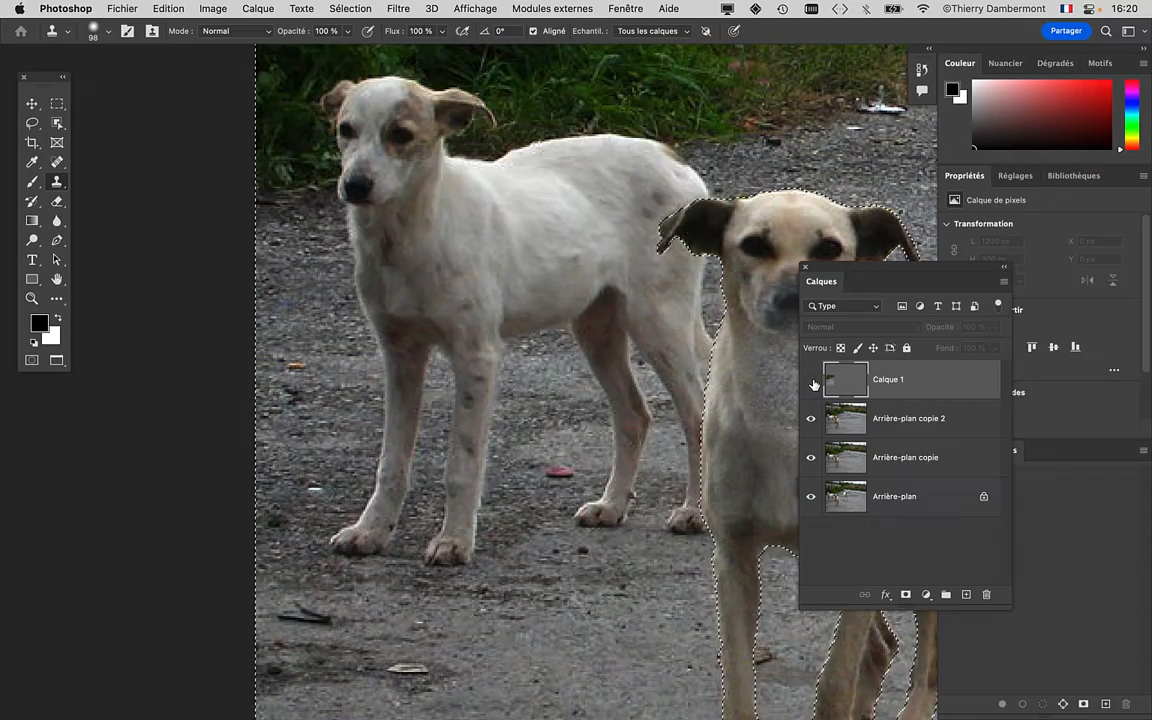 Photoshop Fichier Edition Image Calque Texte Sélection Filtre 3D Affichage Modules externes Fenêtre Aide ©Thierry Dambermont 16:20
98 Mode : Normal Opacité : 100 % Flux : 100 % 0° Aligné Echantil. : Tous les calques Partager
Couleur Nuancier Dégradés Motifs
Propriétés Réglages Bibliothèques
Calque de pixels
Transformation
L 1200 px X 0 px
Y 0 px
Calques
Type
Normal Opacité : 100 %
Verrou : Fond : 100 %
Calque 1
Arrière-plan copie 2
Arrière-plan copie
Arrière-plan
fx